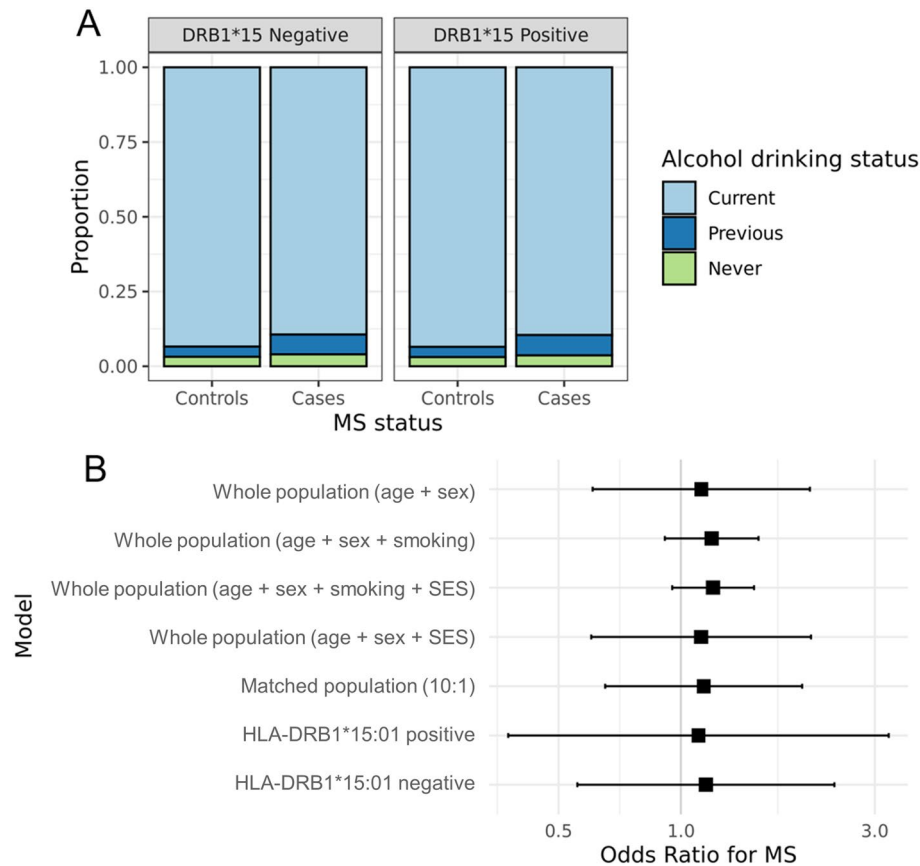 A
DRB1*15 Negative
DRB1*15 Positive
1.00
0.75
0.50
0.25
0.00
Proportion
Controls
Cases
Controls
Cases
MS status
Alcohol drinking status
Current
Previous
Never
B
Model
Whole population (age + sex)
Whole population (age + sex + smoking)
Whole population (age + sex + smoking + SES)
Whole population (age + sex + SES)
Matched population (10:1)
HLA-DRB1*15:01 positive
HLA-DRB1*15:01 negative
0.5
1.0
3.0
Odds Ratio for MS